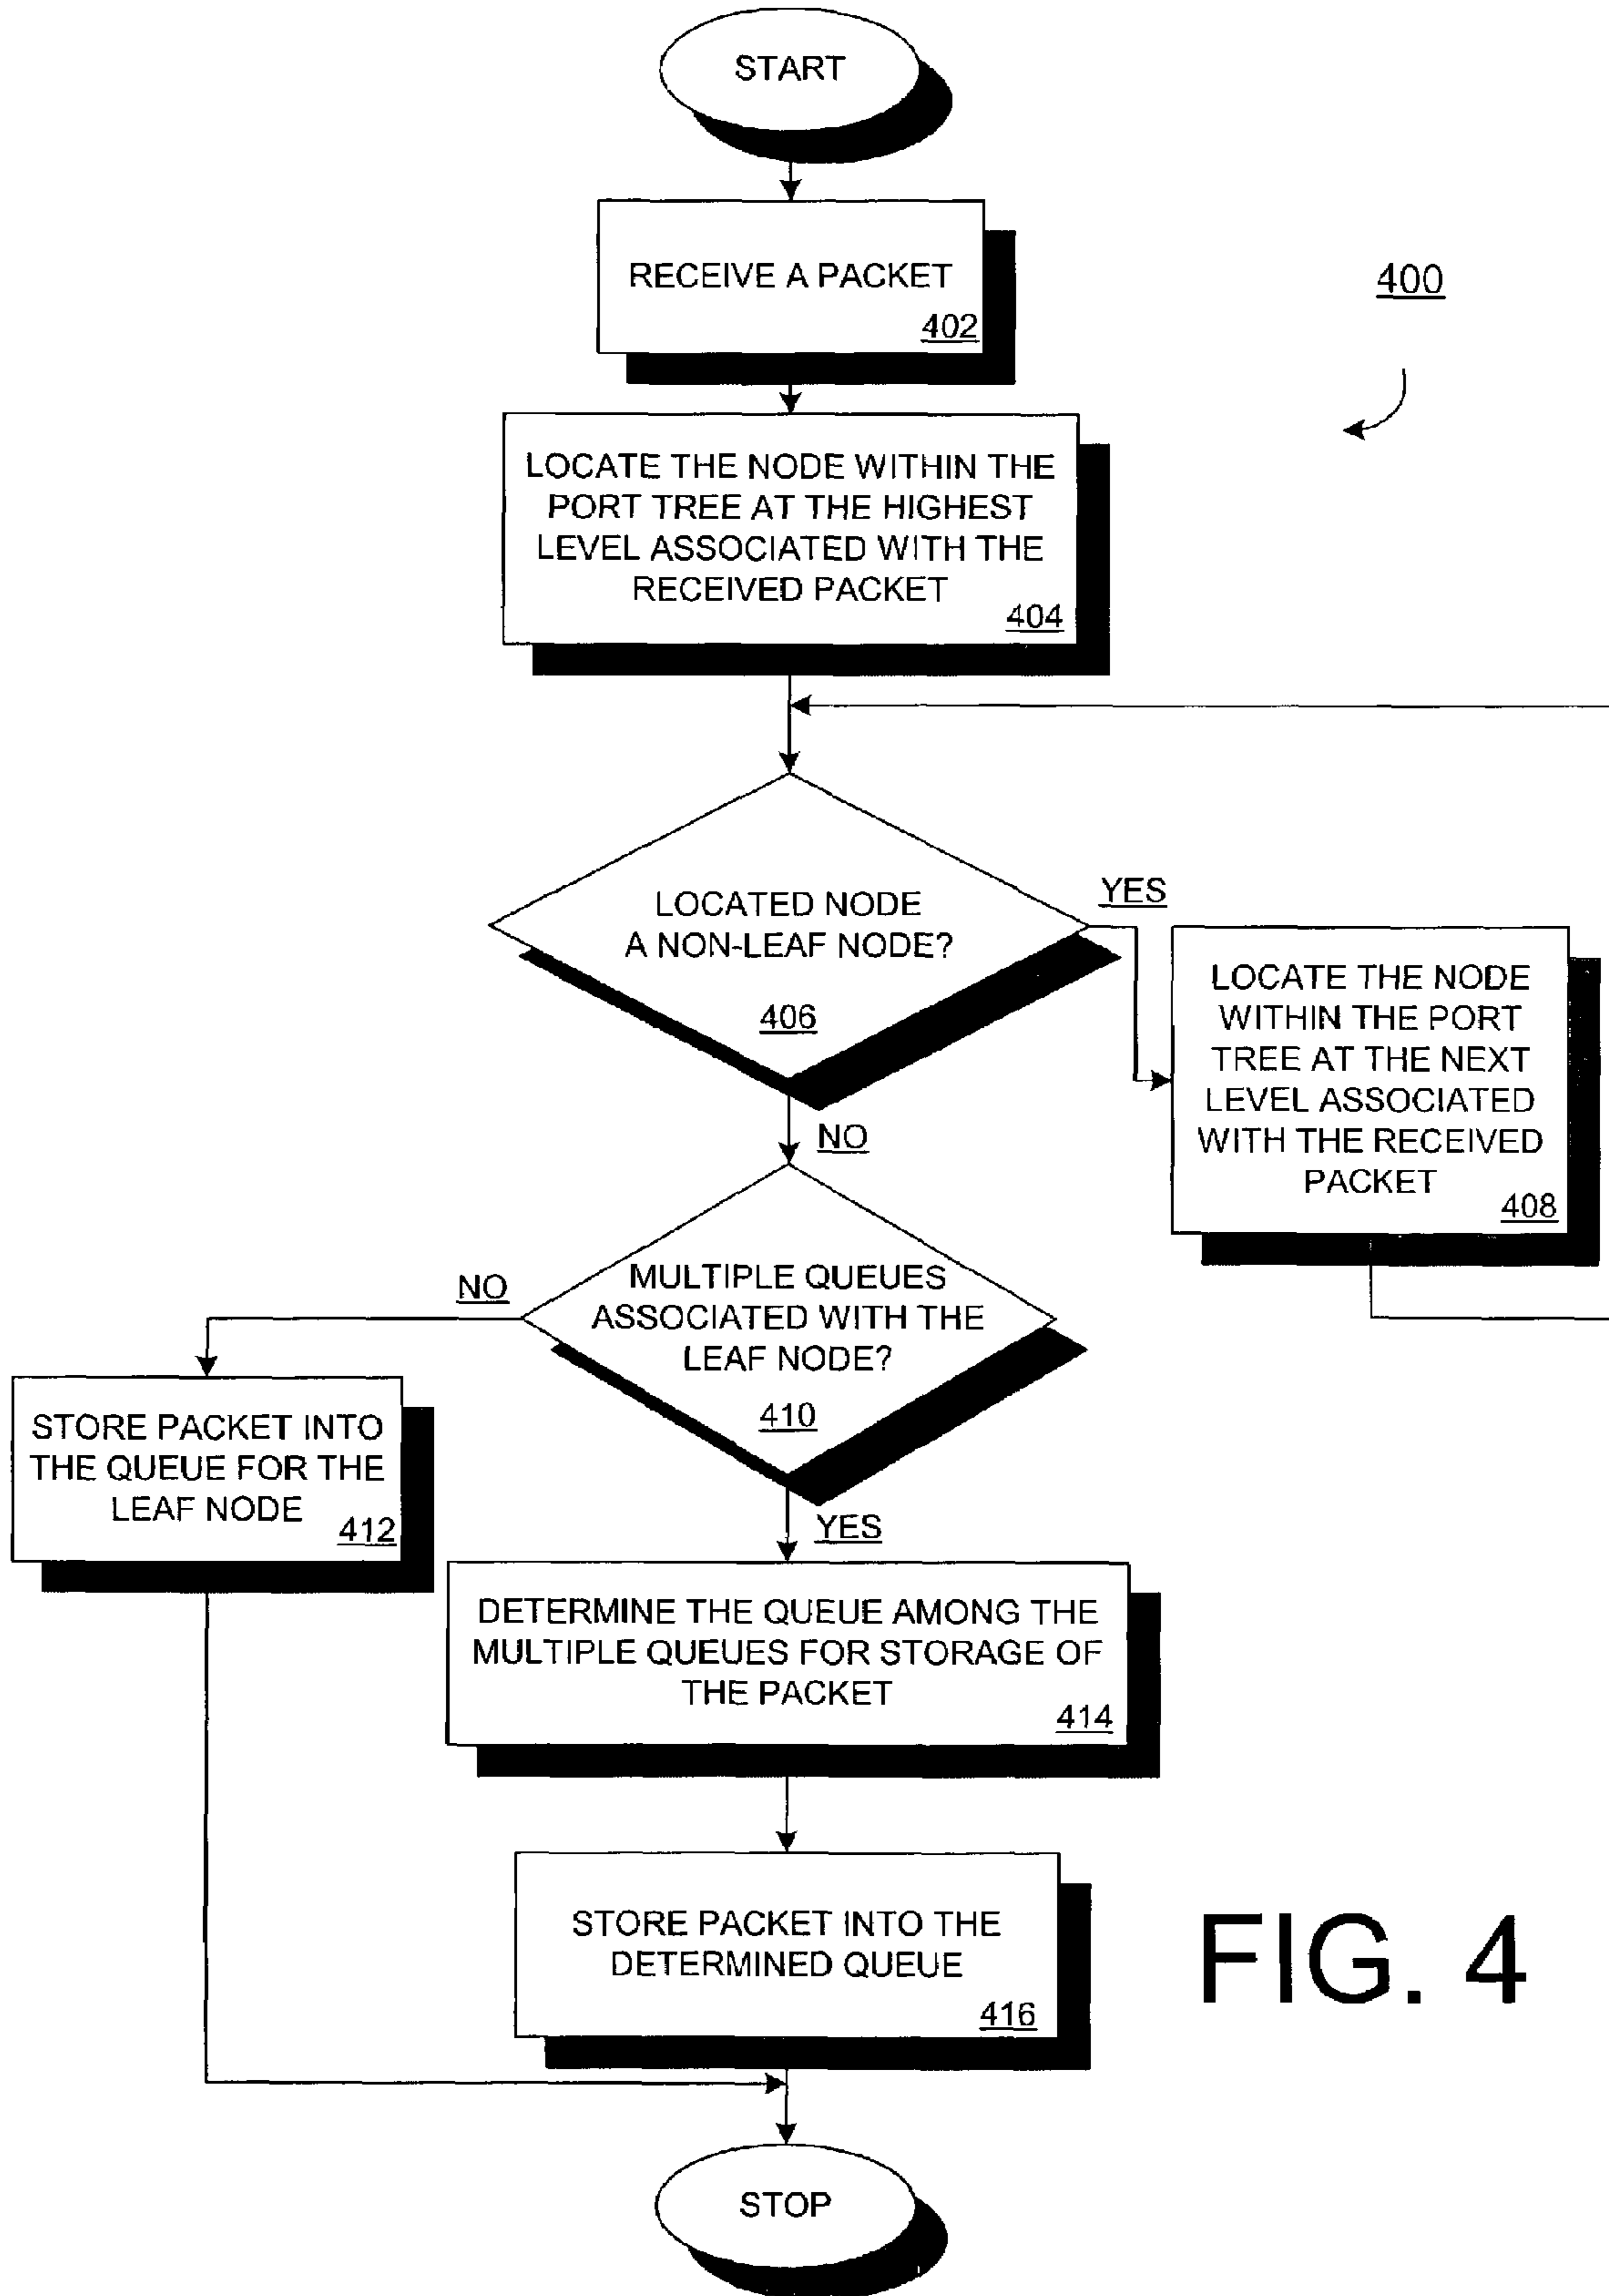 START
RECEIVE A PACKET
402
400
LOCATE THE NODE WITHIN THE
PORT TREE AT THE HIGHEST
LEVEL ASSOCIATED WITH THE
RECEIVED PACKET
404
LOCATED NODE
A NON-LEAF NODE?
406
YES
LOCATE THE NODE
WITHIN THE PORT
TREE AT THE NEXT
LEVEL ASSOCIATED
WITH THE RECEIVED
PACKET
408
NO
MULTIPLE QUEUES
ASSOCIATED WITH THE
LEAF NODE?
410
NO
STORE PACKET INTO
THE QUEUE FOR THE
LEAF NODE
412
YES
DETERMINE THE QUEUE AMONG THE
MULTIPLE QUEUES FOR STORAGE OF
THE PACKET
414
STORE PACKET INTO THE
DETERMINED QUEUE
416
FIG. 4
STOP